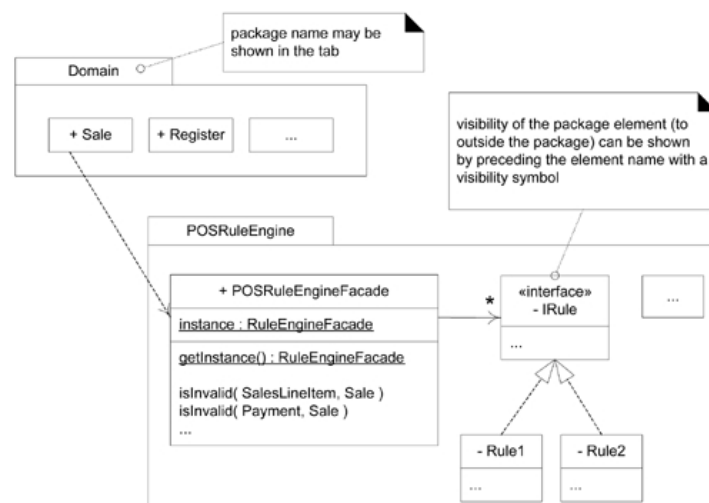 package name may be
shown in the tab
Domain
+ Sale
+ Register
...
visibility of the package element (to
outside the package) can be shown
by preceding the element name with a
visibility symbol
POSRuleEngine
+ POSRuleEngineFacade
instance : RuleEngineFacade
getInstance() : RuleEngineFacade
isInvalid( SalesLineItem, Sale )
isInvalid( Payment, Sale )
...
*
«interface»
- IRule
...
...
- Rule1
...
- Rule2
...